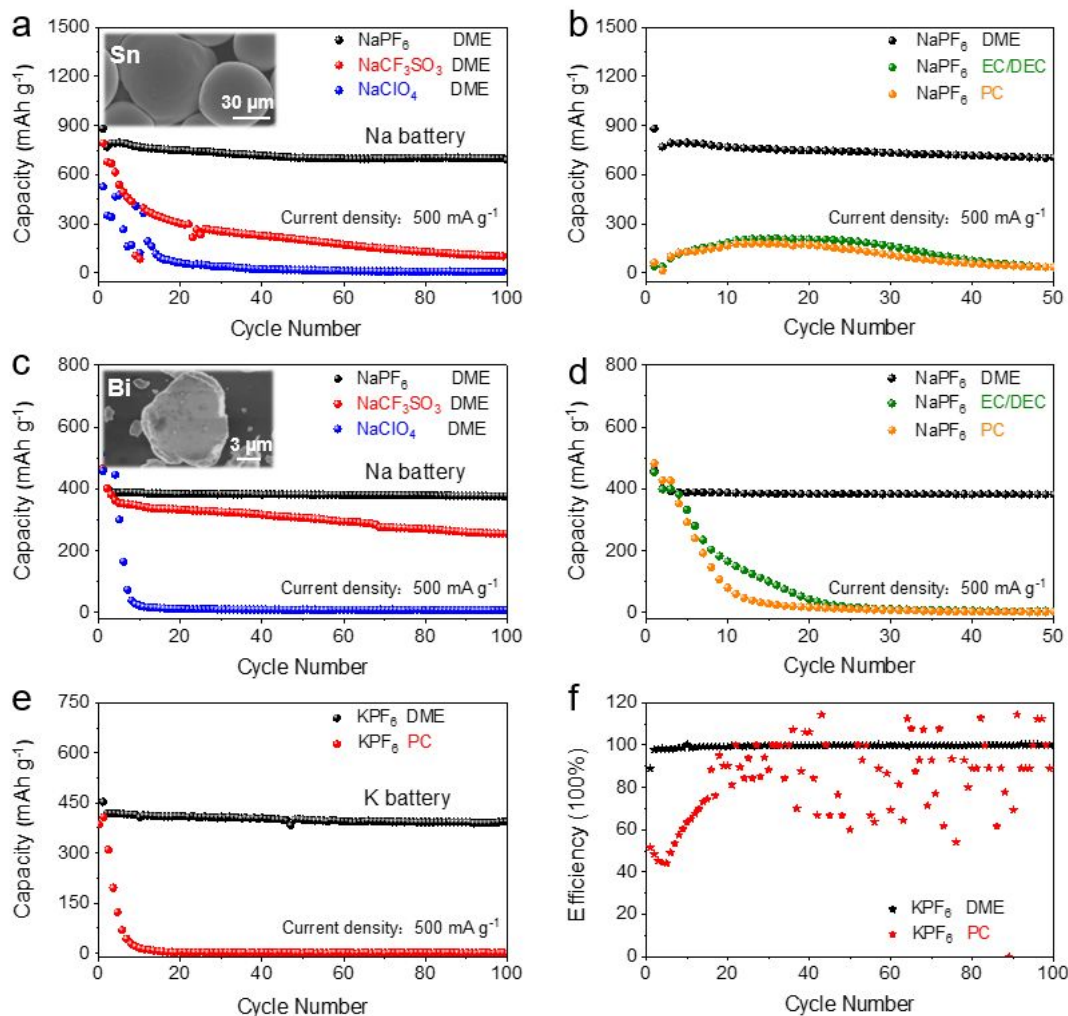 a
1500
1200
900
600
300
0
Capacity (mAh g⁻¹)
Sn
30 μm
NaPF₆ DME
NaCF₃SO₃ DME
NaClO₄ DME
Na battery
Current density: 500 mA g⁻¹
0 20 40 60 80 100
Cycle Number
b
1500
1200
900
600
300
0
Capacity (mAh g⁻¹)
NaPF₆ DME
NaPF₆ EC/DEC
NaPF₆ PC
Current density: 500 mA g⁻¹
0 10 20 30 40 50
Cycle Number
c
800
600
400
200
0
Capacity (mAh g⁻¹)
Bi
3 μm
NaPF₆ DME
NaCF₃SO₃ DME
NaClO₄ DME
Na battery
Current density: 500 mA g⁻¹
0 20 40 60 80 100
Cycle Number
d
800
600
400
200
0
Capacity (mAh g⁻¹)
NaPF₆ DME
NaPF₆ EC/DEC
NaPF₆ PC
Current density: 500 mA g⁻¹
0 10 20 30 40 50
Cycle Number
e
750
600
450
300
150
0
Capacity (mAh g⁻¹)
KPF₆ DME
KPF₆ PC
K battery
Current density: 500 mA g⁻¹
0 20 40 60 80 100
Cycle Number
f
120
100
80
60
40
20
0
Efficiency (100%)
KPF₆ DME
KPF₆ PC
0 20 40 60 80 100
Cycle Number